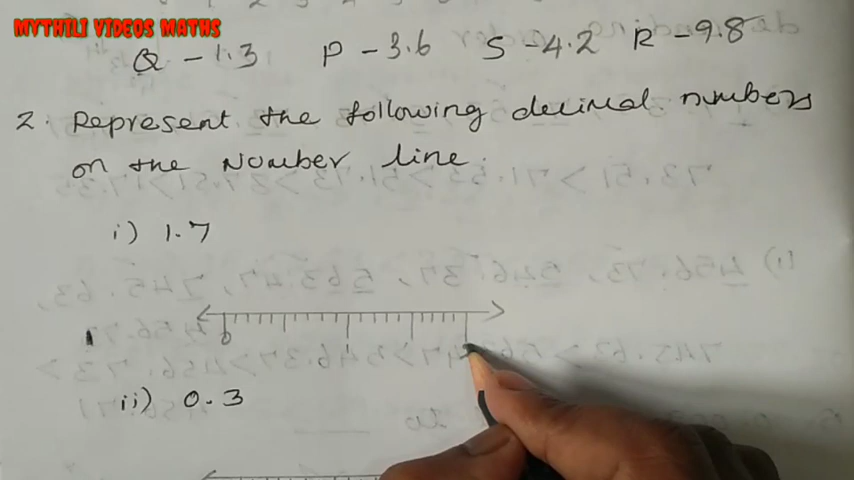 MYTHILI VIDEOS MATHS
Q - 1.3 P - 3.6 S - 4.2 R - 9.8
2. Represent the following decimal numbers
on the Number line.
i) 1.7
0
ii) 0.3